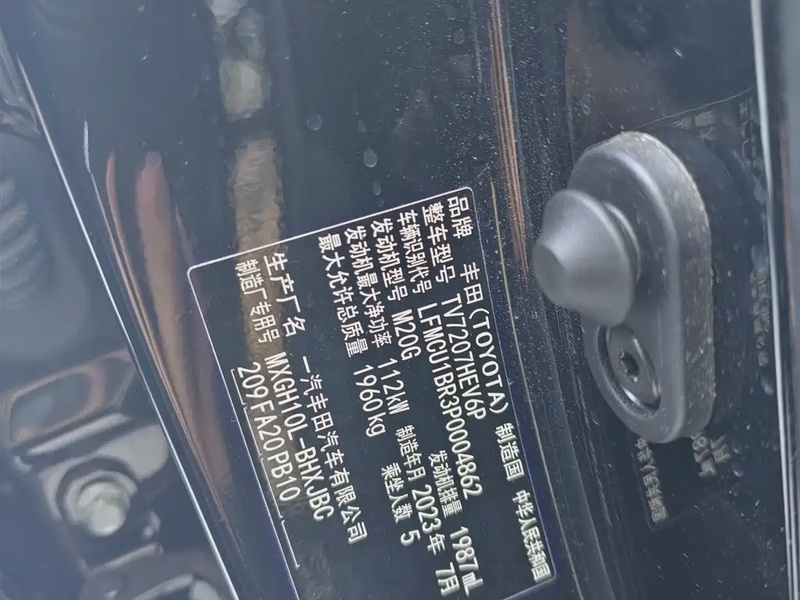 品牌 丰田(TOYOTA) 制造国 中华人民共和国
整车型号 TV7207HEV6P
车辆识别代号 LFMCU1BR3P0004862
发动机型号 M20G 发动机排量 1987mL
发动机最大净功率 112kW 制造年月 2023年 7月
最大允许总质量 1960kg 乘坐人数 5
生产厂名 一汽丰田汽车有限公司
制造厂专用号 MXGH10L-BHXJBC
209FA20PB10